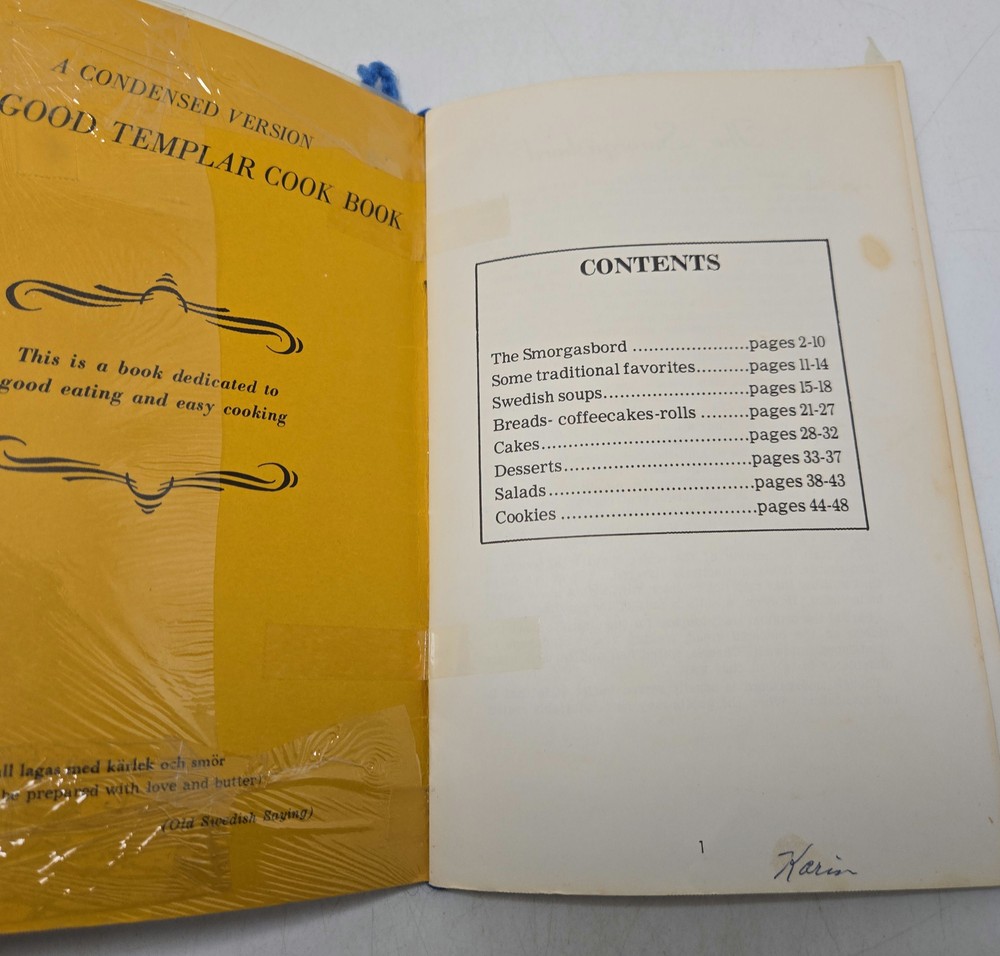 A CONDENSED VERSION
GOOD TEMPLAR COOK BOOK
This is a book dedicated to
good eating and easy cooking
lagas med kärlek och smör
be prepared with love and butter)
(Old Swedish Saying)
CONTENTS
The Smorgasbord .....................pages 2-10
Some traditional favorites.........pages 11-14
Swedish soups..........................pages 15-18
Breads- coffeecakes-rolls .........pages 21-27
Cakes.....................................pages 28-32
Desserts.................................pages 33-37
Salads.....................................pages 38-43
Cookies ...................................pages 44-48
1
Karin